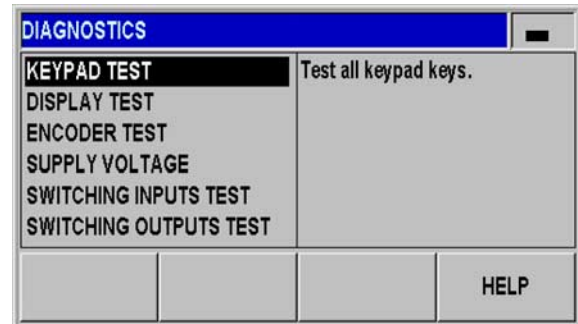 DIAGNOSTICS
KEYPAD TEST
Test all keypad keys.
DISPLAY TEST
ENCODER TEST
SUPPLY VOLTAGE
SWITCHING INPUTS TEST
SWITCHING OUTPUTS TEST
HELP